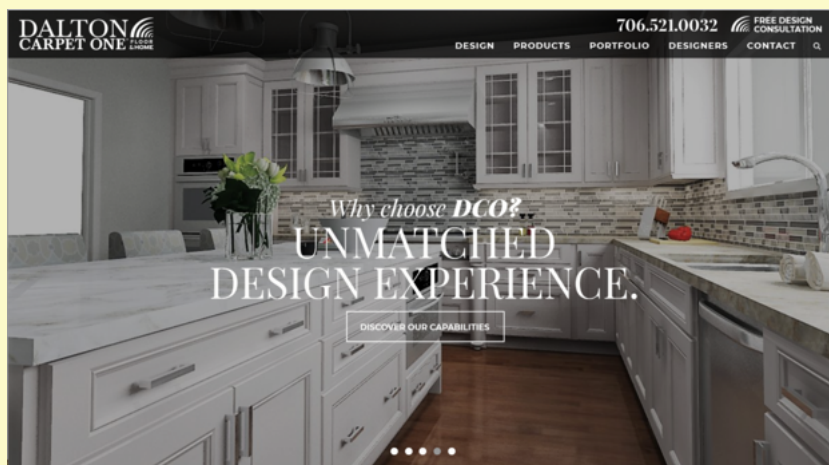 DALTON
CARPET ONE FLOOR & HOME
706.521.0032
FREE DESIGN
CONSULTATION
DESIGN PRODUCTS PORTFOLIO DESIGNERS CONTACT
Why choose DCO?
UNMATCHED
DESIGN EXPERIENCE.
DISCOVER OUR CAPABILITIES